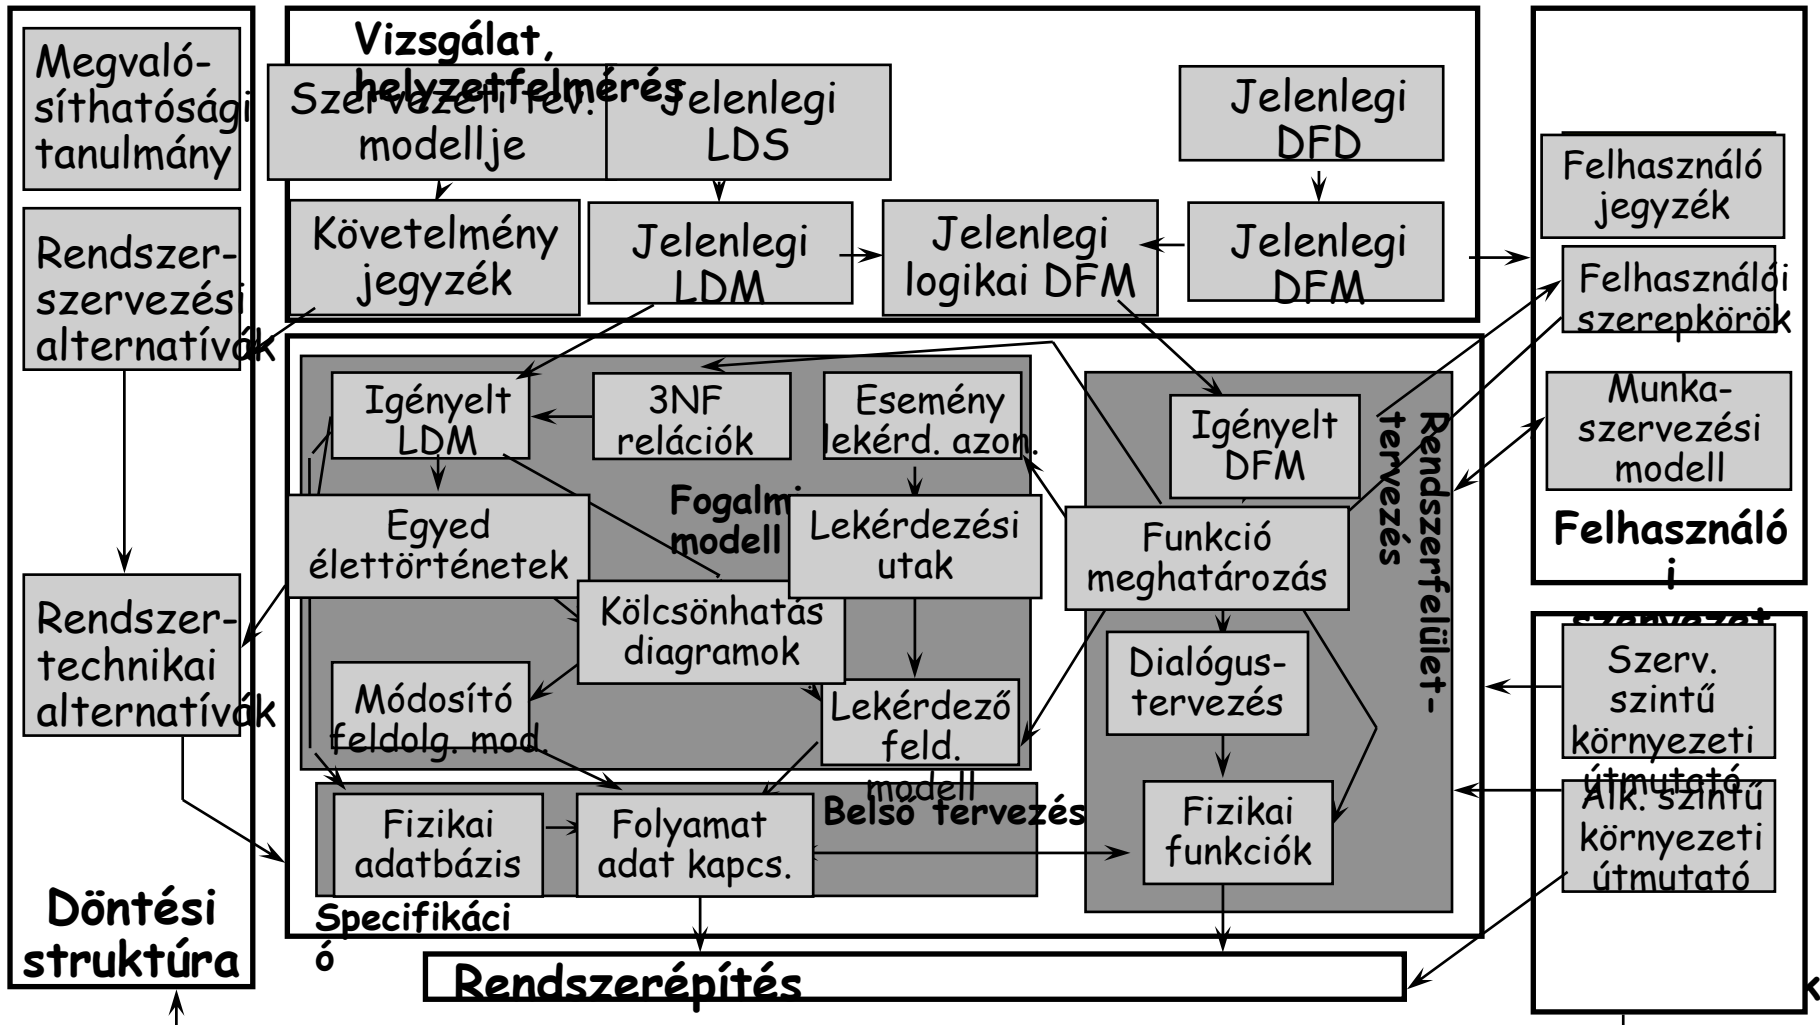 Megvaló-
síthatósági
tanulmány
Rendszer-
szervezési
alternatívák
Rendszer-
technikai
alternatívák
Döntési
struktúra
Vizsgálat,
helyzetfelmérés
Szervezeti tev.
modellje
Jelenlegi
LDS
Jelenlegi
DFD
Követelmény
jegyzék
Jelenlegi
LDM
Jelenlegi
logikai DFM
Jelenlegi
DFM
Igényelt
LDM
3NF
relációk
Esemény
lekérd. azon.
Fogalmi
modell
Egyed
élettörténetek
Lekérdezési
utak
Kölcsönhatás
diagramok
Módosító
feldolg. mod.
Lekérdező
feld.
modell
Igényelt
DFM
Rendszerfelület-
tervezés
Funkció
meghatározás
Dialógus-
tervezés
Fizikai
funkciók
Belső tervezés
Fizikai
adatbázis
Folyamat
adat kapcs.
Specifikáci
ó
Rendszerépítés
Felhasználó
jegyzék
Felhasználói
szerepkörök
Munka-
szervezési
modell
Felhasználó
i
szervezet
Szerv.
szintű
környezeti
útmutató
Alk. szintű
környezeti
útmutató
k